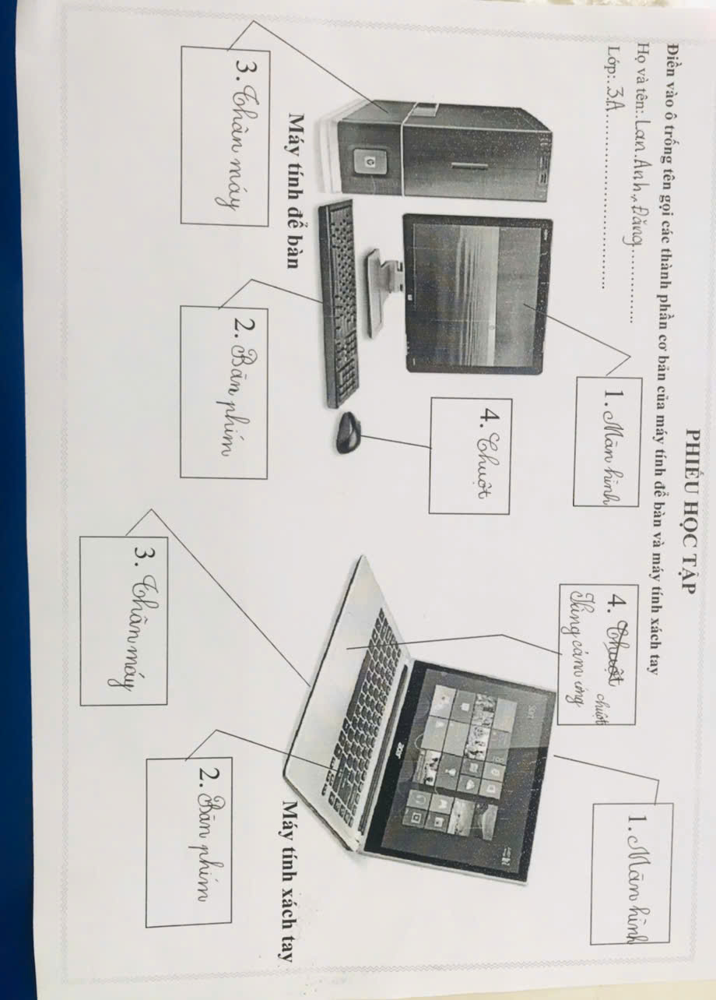 PHIẾU HỌC TẬP
Điền vào ô trống tên gọi các thành phần cơ bản của máy tính để bàn và máy tính xách tay
Họ và tên: Lan Anh, Đăng
Lớp: 3A
1. Màn hình
4. Chuột
4. Thuột chuột
Vùng cảm ứng
1. Màn hình
Máy tính để bàn
Máy tính xách tay
3. Thân máy
2. Bàn phím
3. Thân máy
2. Bàn phím
acer